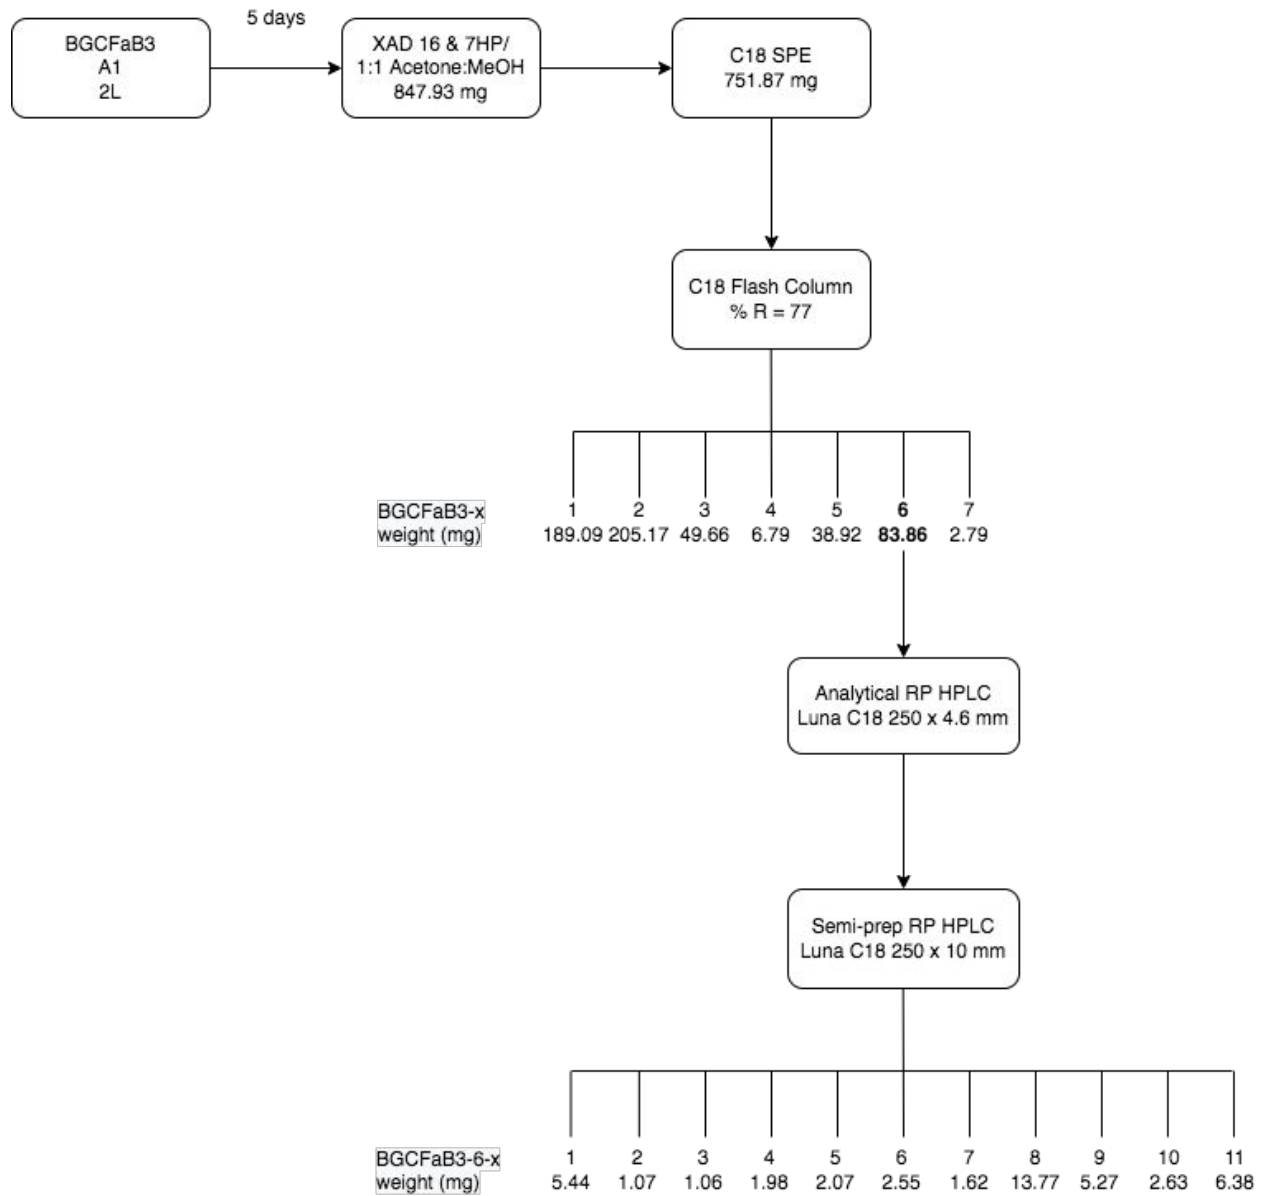 5 days
BGCFaB3
A1
2L
XAD 16 & 7HP/
1:1 Acetone:MeOH
847.93 mg
C18 SPE
751.87 mg
C18 Flash Column
% R = 77
BGCFaB3-x 1 2 3 4 5 6 7
weight (mg) 189.09 205.17 49.66 6.79 38.92 83.86 2.79
Analytical RP HPLC
Luna C18 250 x 4.6 mm
Semi-prep RP HPLC
Luna C18 250 x 10 mm
BGCFaB3-6-x 1 2 3 4 5 6 7 8 9 10 11
weight (mg) 5.44 1.07 1.06 1.98 2.07 2.55 1.62 13.77 5.27 2.63 6.38